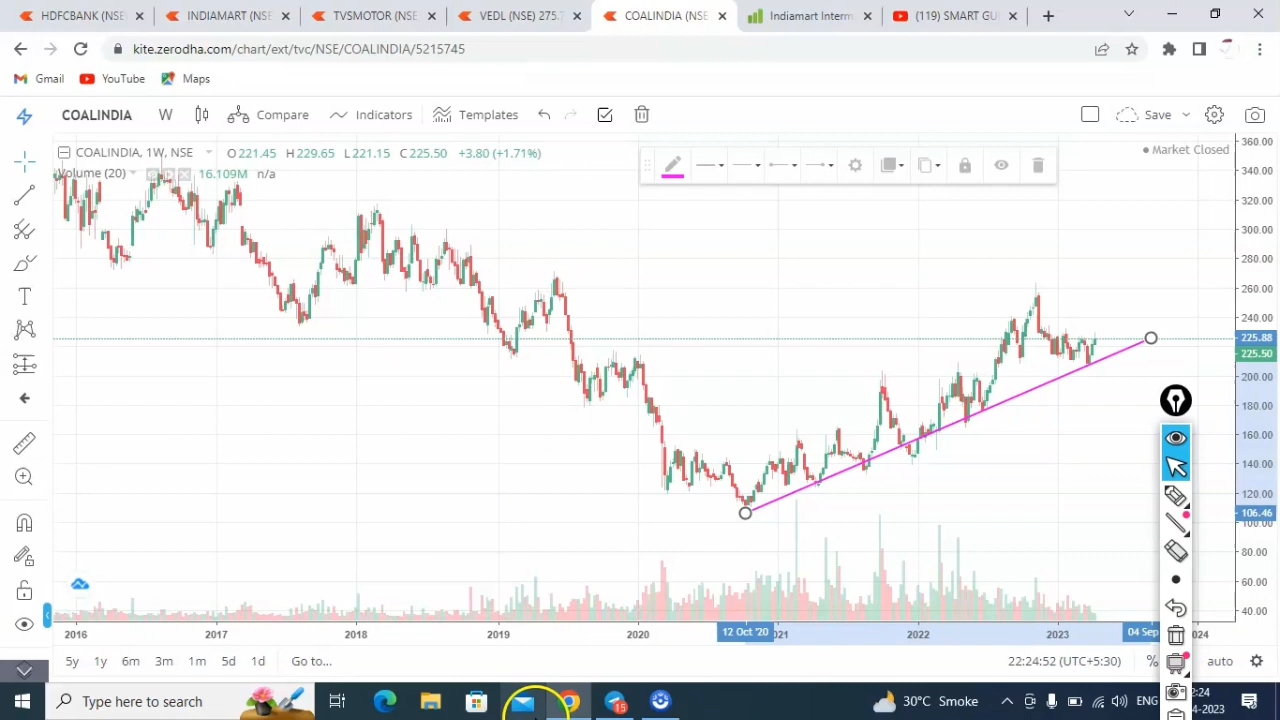 HDFCBANK (NSE) INDIAMART (NSE TVSMOTOR (NSE VEDL (NSE) 275. COALINDIA (NSE Indiamart Interm (119) SMART GU
kite.zerodha.com/chart/ext/tvc/NSE/COALINDIA/5215745
Gmail YouTube Maps
COALINDIA W Compare Indicators Templates Save
COALINDIA, 1W, NSE O 221.45 H 229.65 L 221.15 C 225.50 +3.80 (+1.71%)
Market Closed
Volume (20) 16.109M n/a
360.00
340.00
320.00
300.00
280.00
260.00
240.00
225.88
225.50
200.00
180.00
160.00
140.00
120.00
106.46
100.00
80.00
60.00
40.00
2016 2017 2018 2019 2020 12 Oct '20 2021 2022 2023 04 Sep 2024
5y 1y 6m 3m 1m 5d 1d Go to... 22:24:52 (UTC+5:30) % auto
Type here to search 15 30°C Smoke ENG